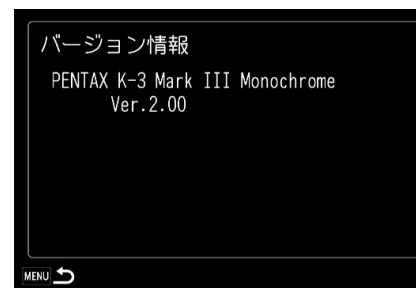 バージョン情報
PENTAX K-3 Mark III Monochrome
Ver.2.00
MENU